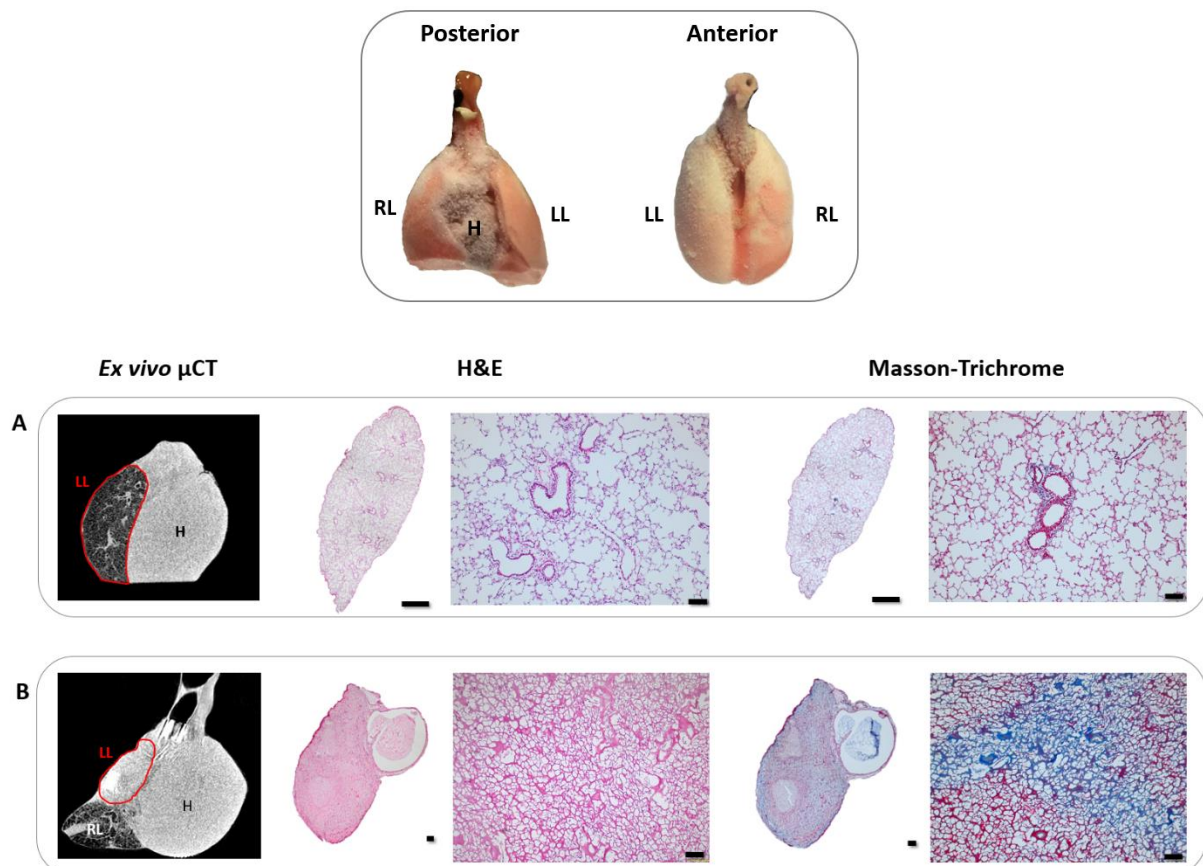 Posterior Anterior
RL H LL LL RL
Ex vivo µCT H&E Masson-Trichrome
A
LL H
B
LL H
RL